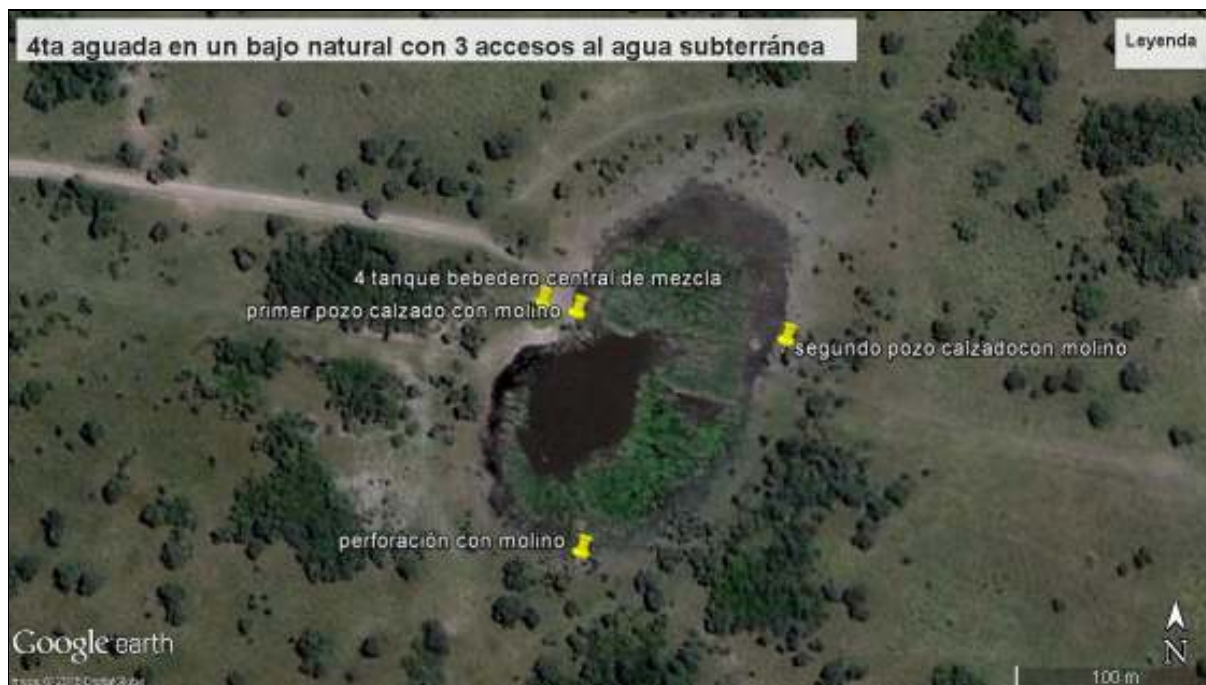 4ta aguada en un bajo natural con 3 accesos al agua subterránea
Leyenda
4 tanque bebedero central de mezcla
primer pozo calzado con molino
segundo pozo calzadocon molino
perforación con molino
Google earth
N
100 m